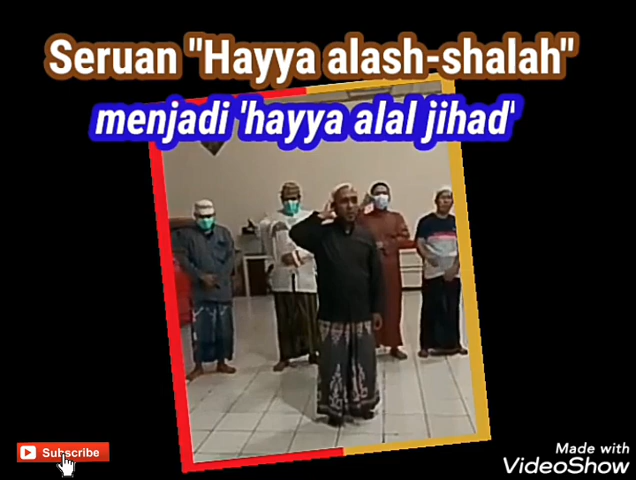 Seruan "Hayya alash-shalah"
menjadi 'hayya alal jihad'
Subscribe
Made with
VideoShow